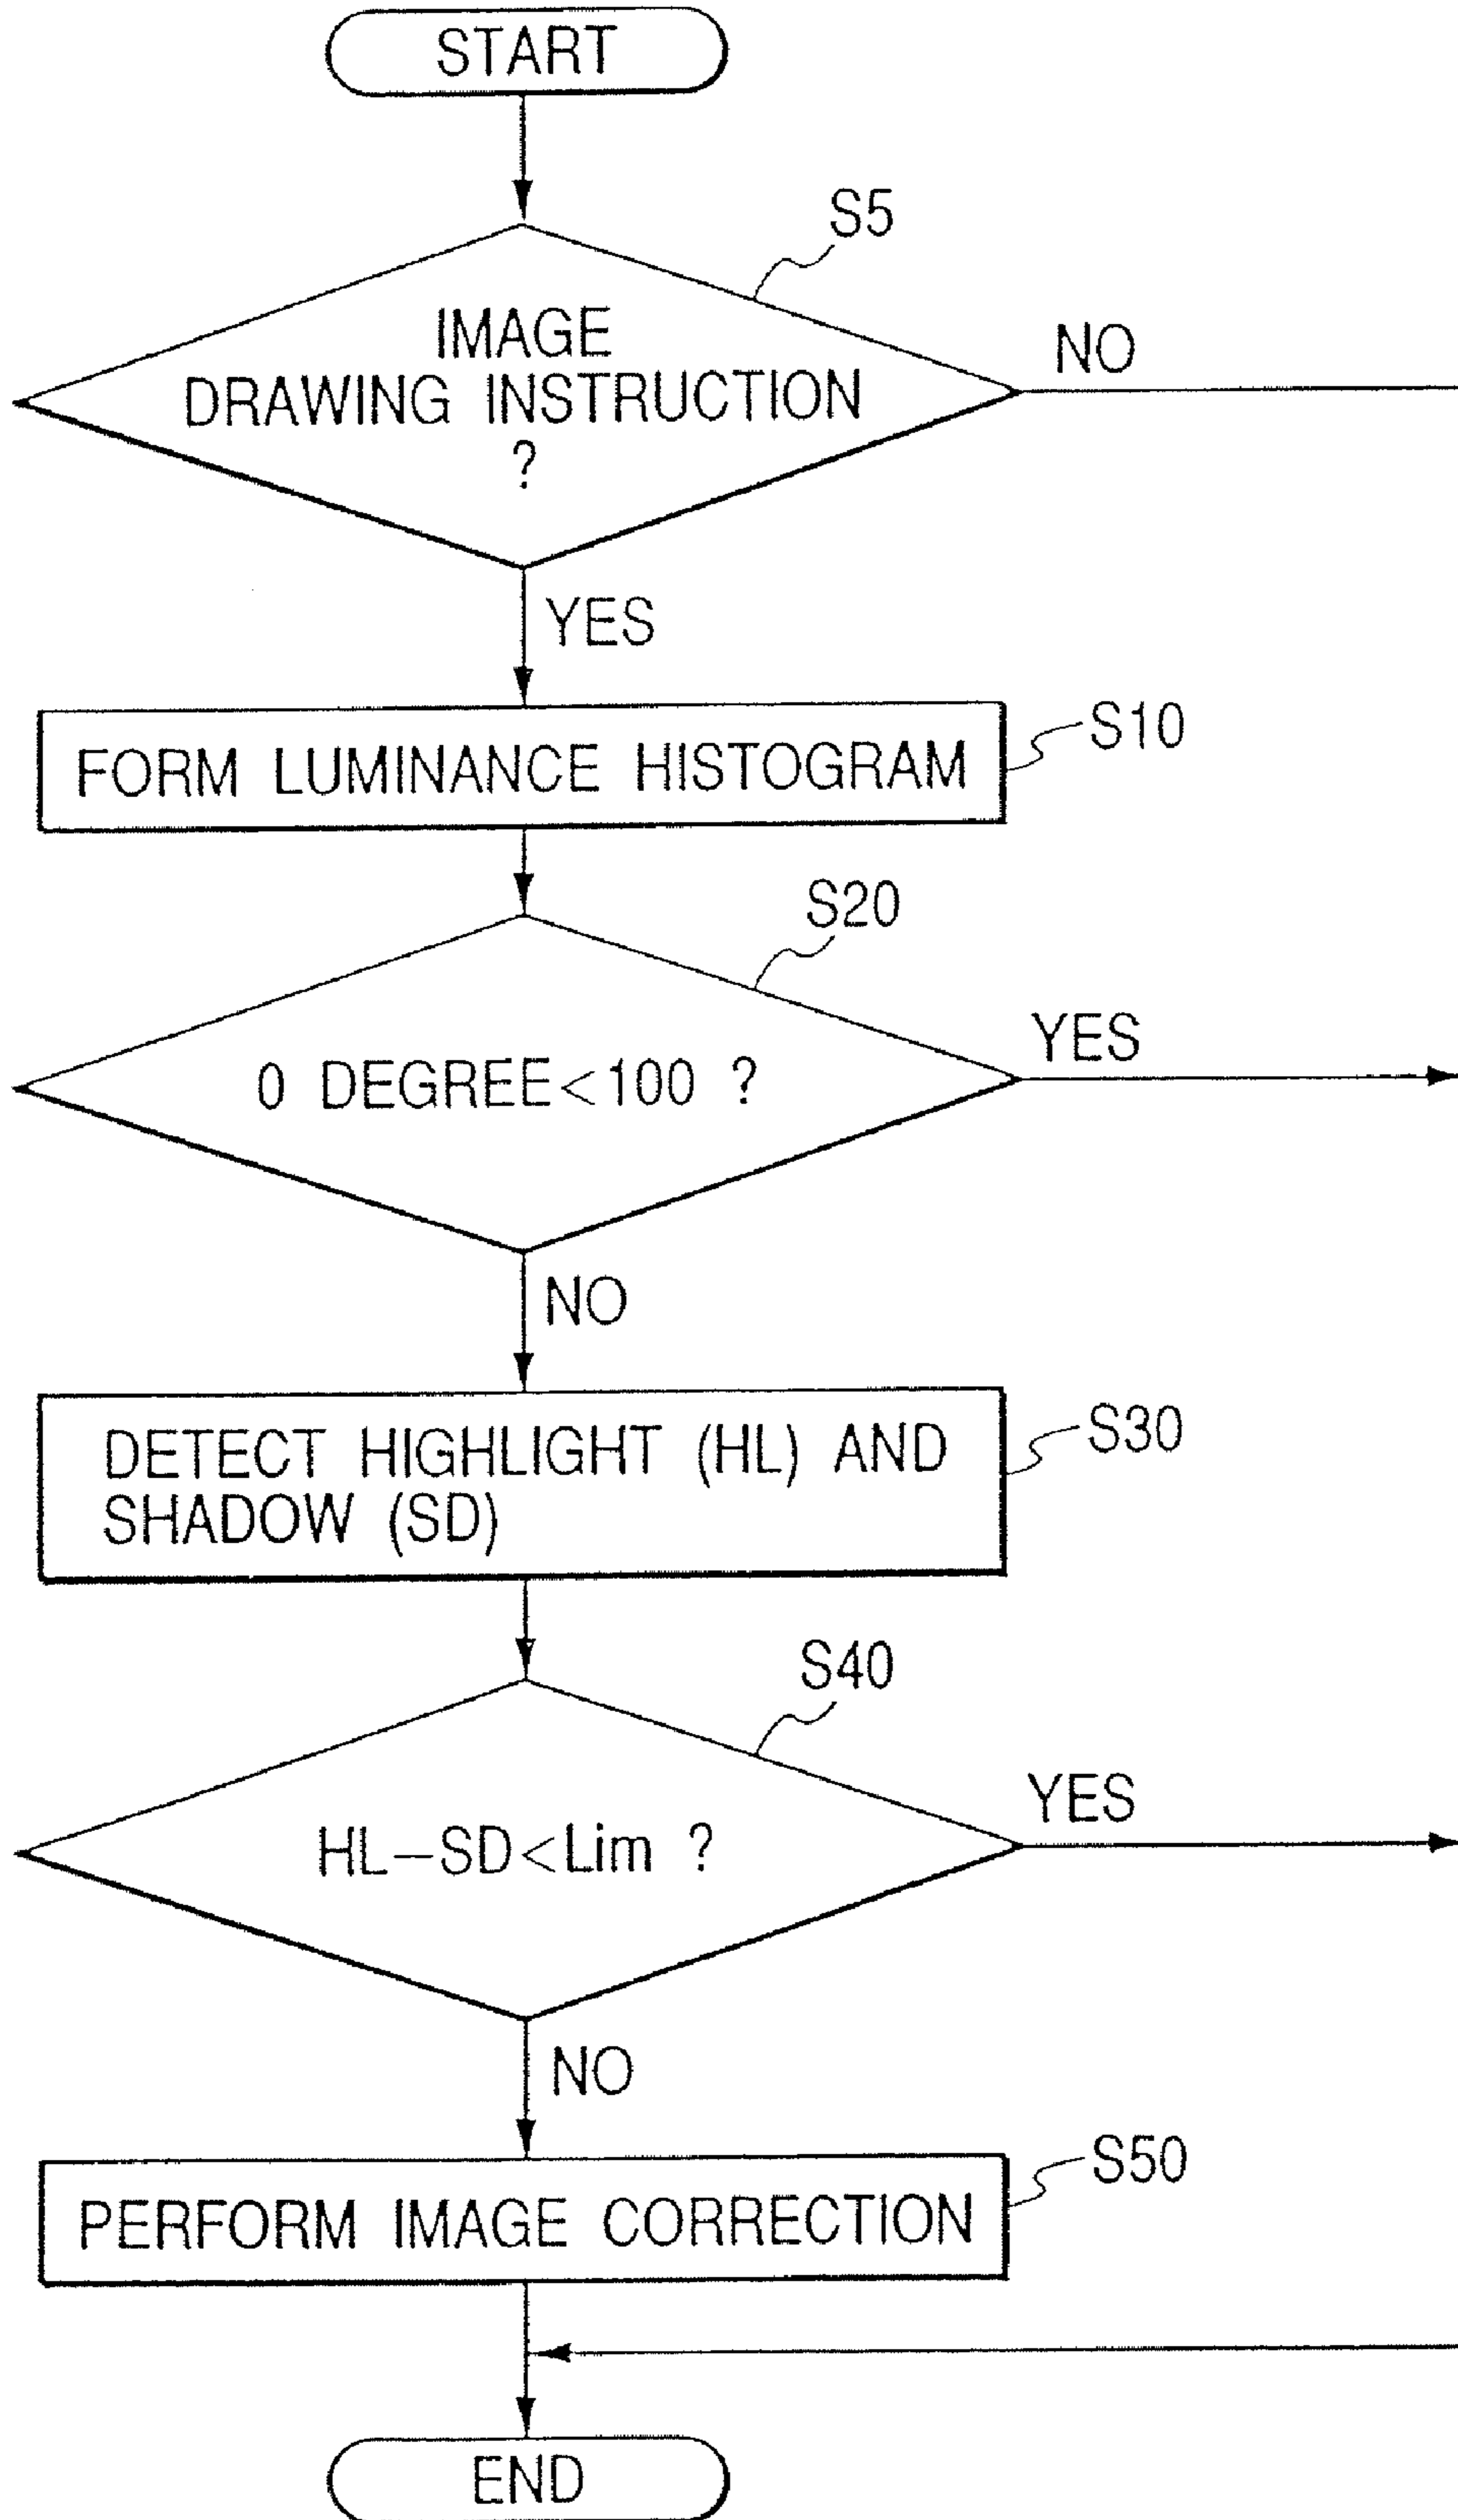 START
S5
IMAGE
DRAWING INSTRUCTION
?
NO
YES
FORM LUMINANCE HISTOGRAM
S10
S20
0 DEGREE<100 ?
YES
NO
DETECT HIGHLIGHT (HL) AND
SHADOW (SD)
S30
S40
HL–SD<Lim ?
YES
NO
PERFORM IMAGE CORRECTION
S50
END